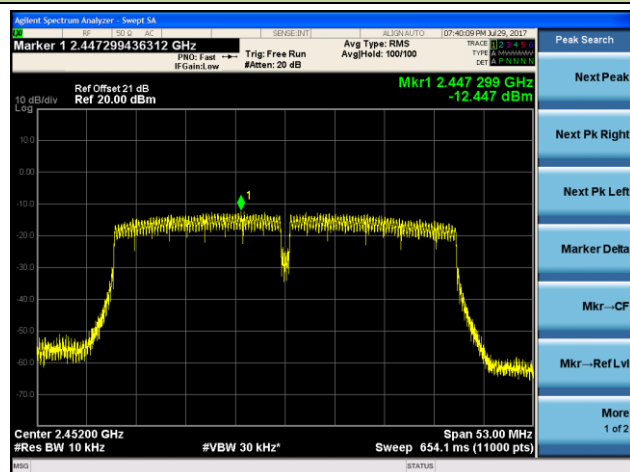 Agilent Spectrum Analyzer - Swept SA
RF 50 Ω AC SENSE:INT ALIGN AUTO 07:40:09 PM Jul 29, 2017
Marker 1 2.447299436312 GHz
PNO: Fast
IFGain:Low
Trig: Free Run
#Atten: 20 dB
Avg Type: RMS
Avg|Hold: 100/100
TRACE 1 2 3 4 5 6
TYPE A
DET A P N N N N
Ref Offset 21 dB
10 dB/div Ref 20.00 dBm
Log
Mkr1 2.447 299 GHz
-12.447 dBm
10.0
0.00
-10.0
-20.0
-30.0
-40.0
-50.0
-60.0
-70.0
1
Center 2.45200 GHz Span 53.00 MHz
#Res BW 10 kHz #VBW 30 kHz* Sweep 654.1 ms (11000 pts)
MSG STATUS
Peak Search
Next Peak
Next Pk Right
Next Pk Left
Marker Delta
Mkr→CF
Mkr→Ref Lvl
More
1 of 2